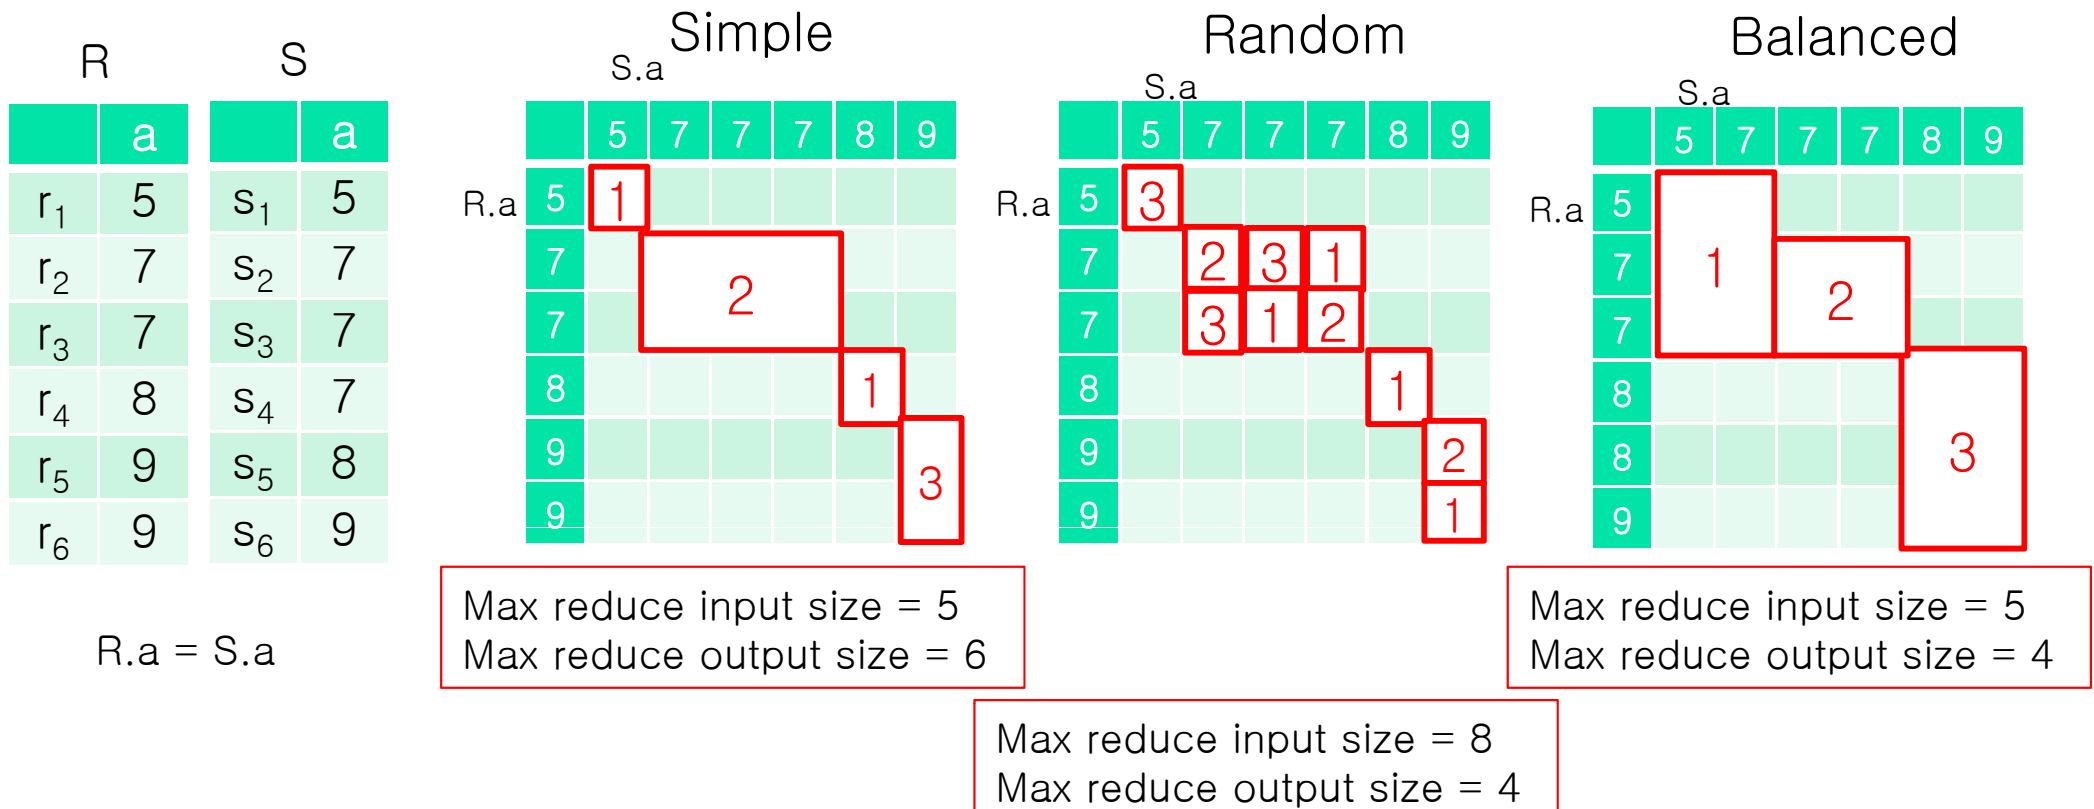 R
a
r1 5
r2 7
r3 7
r4 8
r5 9
r6 9
S
a
s1 5
s2 7
s3 7
s4 7
s5 8
s6 9
R.a = S.a
Simple
S.a
5 7 7 7 8 9
R.a
5 1
7
7
2
8 1
9
9
3
Max reduce input size = 5
Max reduce output size = 6
Random
S.a
5 7 7 7 8 9
R.a
5 3
7 2 3 1
7 3 1 2
8 1
9 2
9 1
Max reduce input size = 8
Max reduce output size = 4
Balanced
S.a
5 7 7 7 8 9
R.a
5
7 1
7 2
8
8 3
9
Max reduce input size = 5
Max reduce output size = 4